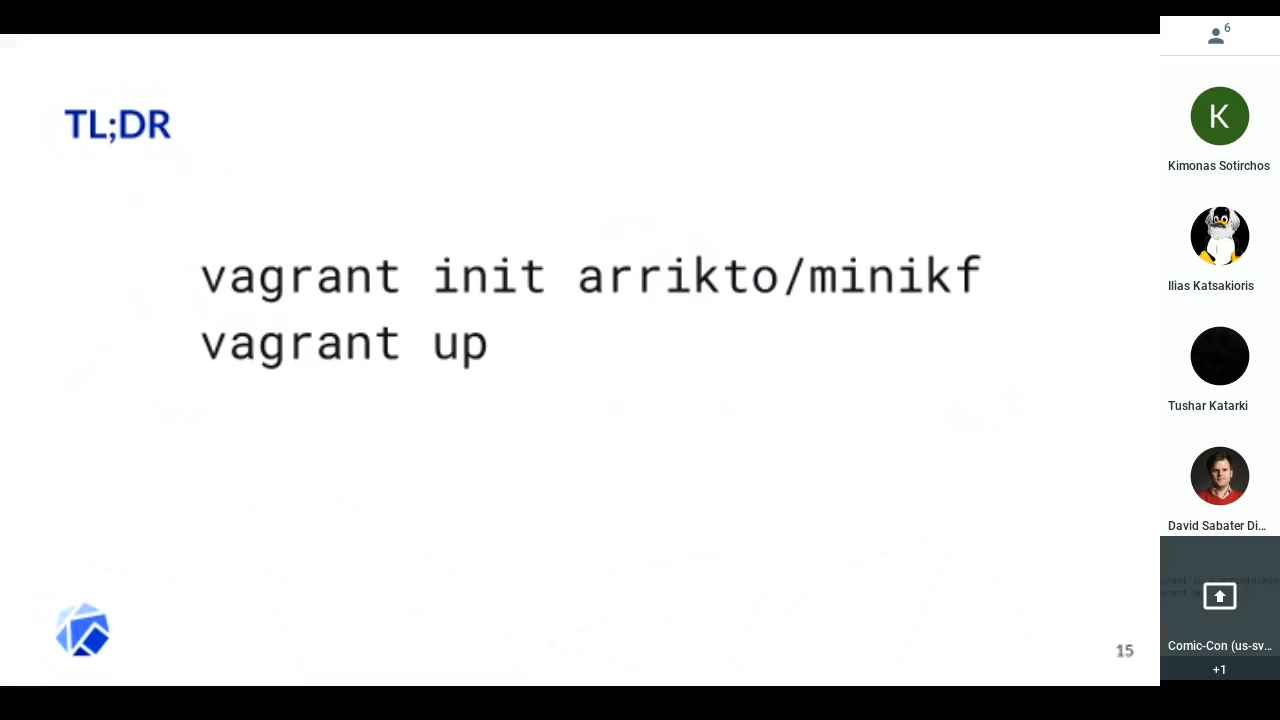 TL;DR
vagrant init arrikto/minikf
vagrant up
15
6
K
Kimonas Sotirchos
Ilias Katsakioris
Tushar Katarki
David Sabater Di...
Comic-Con (us-sv...
+1